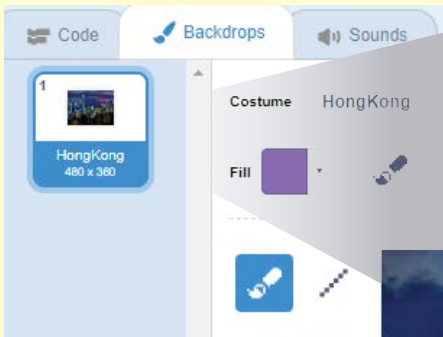 Code Backdrops Sounds
1
HongKong
480 x 360
Costume HongKong
Fill